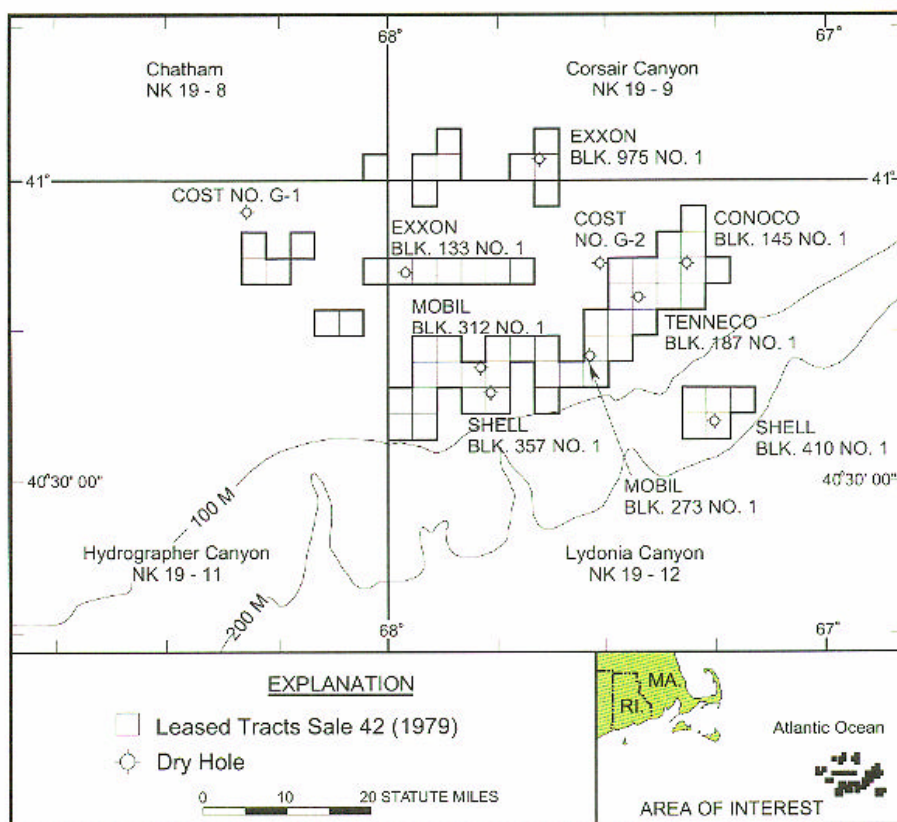 68°
67°
Chatham
NK 19 - 8
Corsair Canyon
NK 19 - 9
EXXON
BLK. 975 NO. 1
41°
41°
COST NO. G-1
EXXON
BLK. 133 NO. 1
COST
NO. G-2
CONOCO
BLK. 145 NO. 1
MOBIL
BLK. 312 NO. 1
TENNECO
BLK. 187 NO. 1
SHELL
BLK. 357 NO. 1
SHELL
BLK. 410 NO. 1
40°30' 00"
40°30' 00"
MOBIL
BLK. 273 NO. 1
100 M
Hydrographer Canyon
NK 19 - 11
Lydonia Canyon
NK 19 - 12
200 M
68°
67°
EXPLANATION
Leased Tracts Sale 42 (1979)
Dry Hole
0 10 20 STATUTE MILES
MA.
RI.
Atlantic Ocean
AREA OF INTEREST